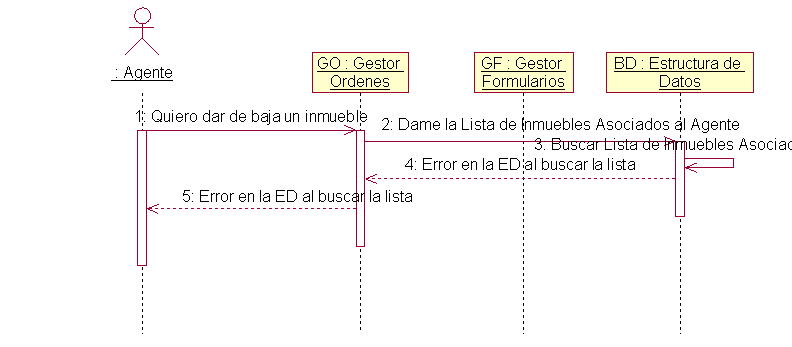 : Agente
GO : Gestor
Ordenes
GF : Gestor
Formularios
BD : Estructura de
Datos
1: Quiero dar de baja un inmueble
2: Dame la Lista de Inmuebles Asociados al Agente
3: Buscar Lista de Inmuebles Asociad
4: Error en la ED al buscar la lista
5: Error en la ED al buscar la lista